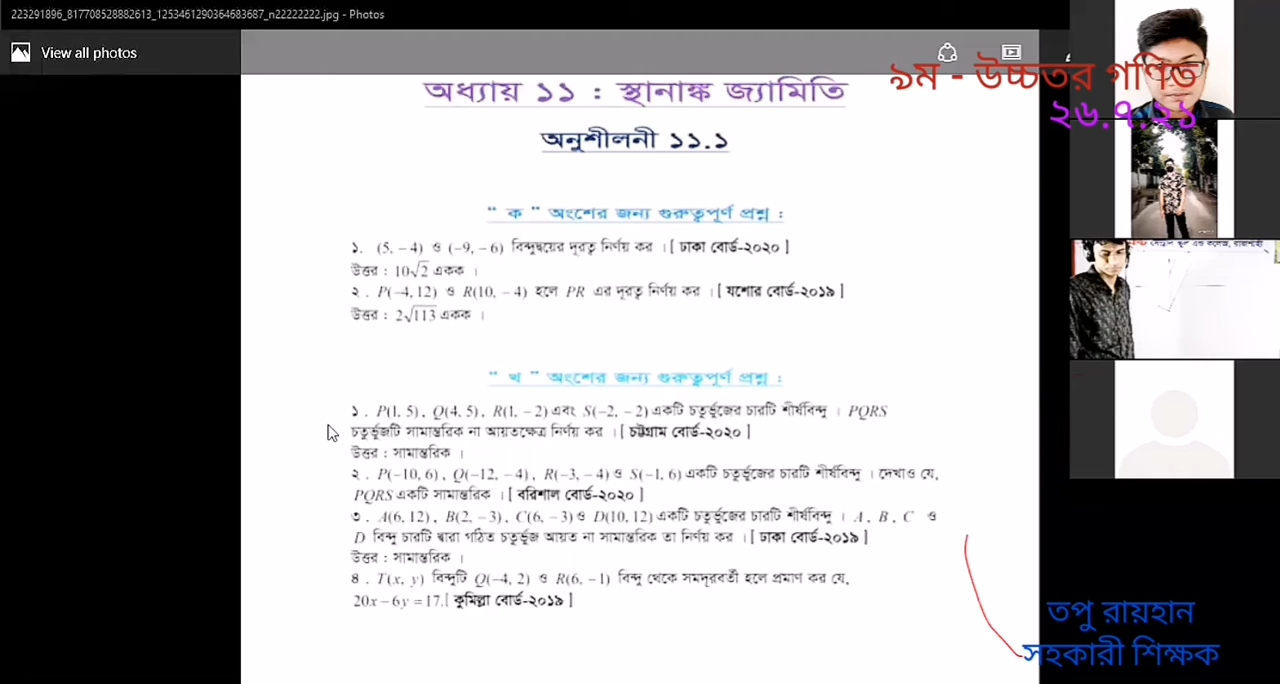 223291896_817708528882613_1253461290364683687_n22222222.jpg - Photos
View all photos
৯ম - উচ্চতর গণিত
২৬.৭.২১
অধ্যায় ১১ : স্থানাঙ্ক জ্যামিতি
অনুশীলনী ১১.১
“ ক ” অংশের জন্য গুরুত্বপূর্ণ প্রশ্ন :
১. (5, −4) ও (−9, −6) বিন্দুদ্বয়ের দূরত্ব নির্ণয় কর । [ ঢাকা বোর্ড-২০২০ ]
উত্তর : 10√2 একক ।
২. P(−4, 12) ও R(10, −4) হলে PR এর দূরত্ব নির্ণয় কর । [ যশোর বোর্ড-২০১৯ ]
উত্তর : 2√113 একক ।
“ খ ” অংশের জন্য গুরুত্বপূর্ণ প্রশ্ন :
১. P(1, 5), Q(4, 5), R(1, −2) এবং S(−2, −2) একটি চতুর্ভুজের চারটি শীর্ষবিন্দু । PQRS
চতুর্ভুজটি সামান্তরিক না আয়তক্ষেত্র নির্ণয় কর । [ চট্টগ্রাম বোর্ড-২০২০ ]
উত্তর : সামান্তরিক ।
২. P(−10, 6), Q(−12, −4), R(−3, −4) ও S(−1, 6) একটি চতুর্ভুজের চারটি শীর্ষবিন্দু । দেখাও যে,
PQRS একটি সামান্তরিক । [ বরিশাল বোর্ড-২০২০ ]
৩. A(6, 12), B(2, −3), C(6, −3) ও D(10, 12) একটি চতুর্ভুজের চারটি শীর্ষবিন্দু । A, B, C ও
D বিন্দু চারটি দ্বারা গঠিত চতুর্ভুজ আয়ত না সামান্তরিক তা নির্ণয় কর । [ ঢাকা বোর্ড-২০১৯ ]
উত্তর : সামান্তরিক ।
৪. T(x, y) বিন্দুটি Q(−4, 2) ও R(6, −1) বিন্দু থেকে সমদূরবর্তী হলে প্রমাণ কর যে,
20x − 6y = 17. [ কুমিল্লা বোর্ড-২০১৯ ]
তপু রায়হান
সহকারী শিক্ষক